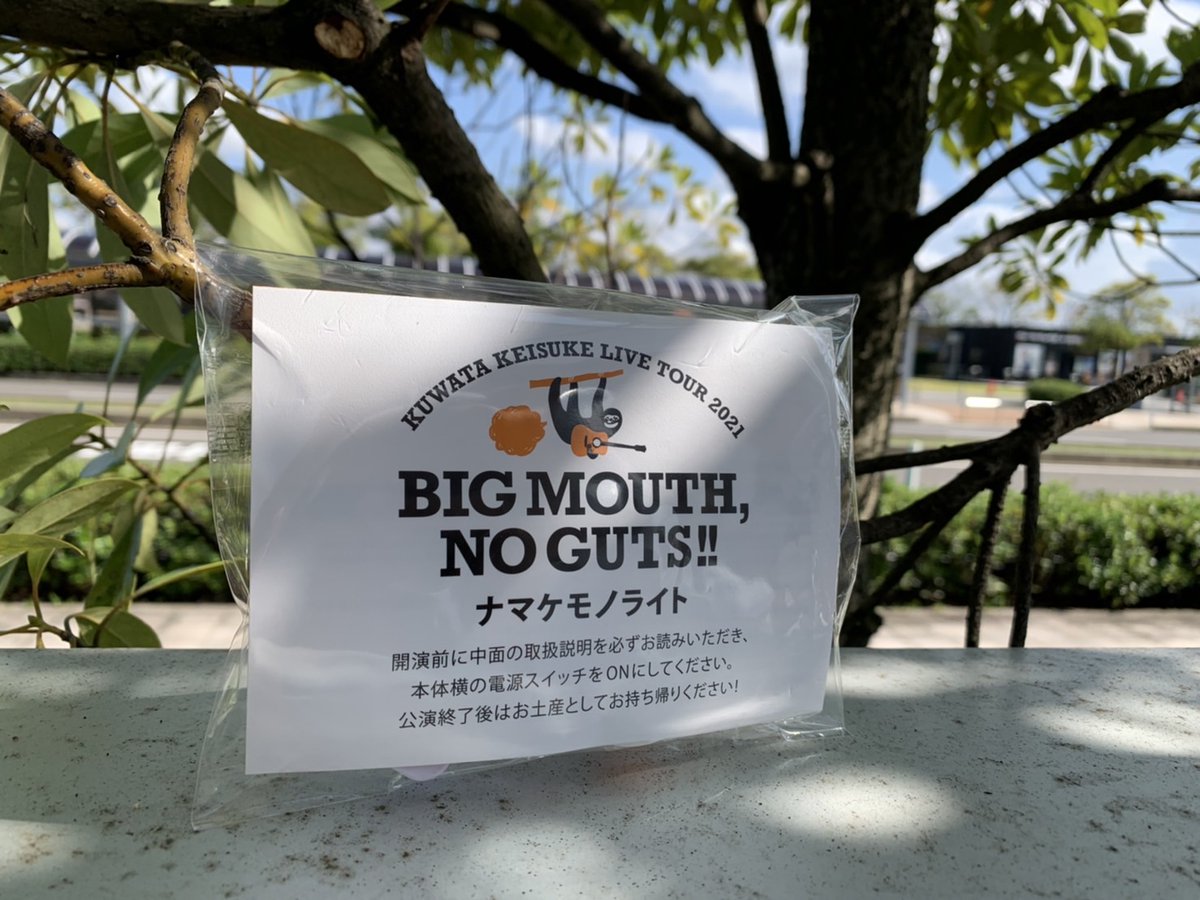 KUWATA KEISUKE LIVE TOUR 2021
BIG MOUTH,
NO GUTS!!
ナマケモノライト
開演前に中面の取扱説明を必ずお読みいただき、
本体横の電源スイッチをONにしてください。
公演終了後はお土産としてお持ち帰りください!